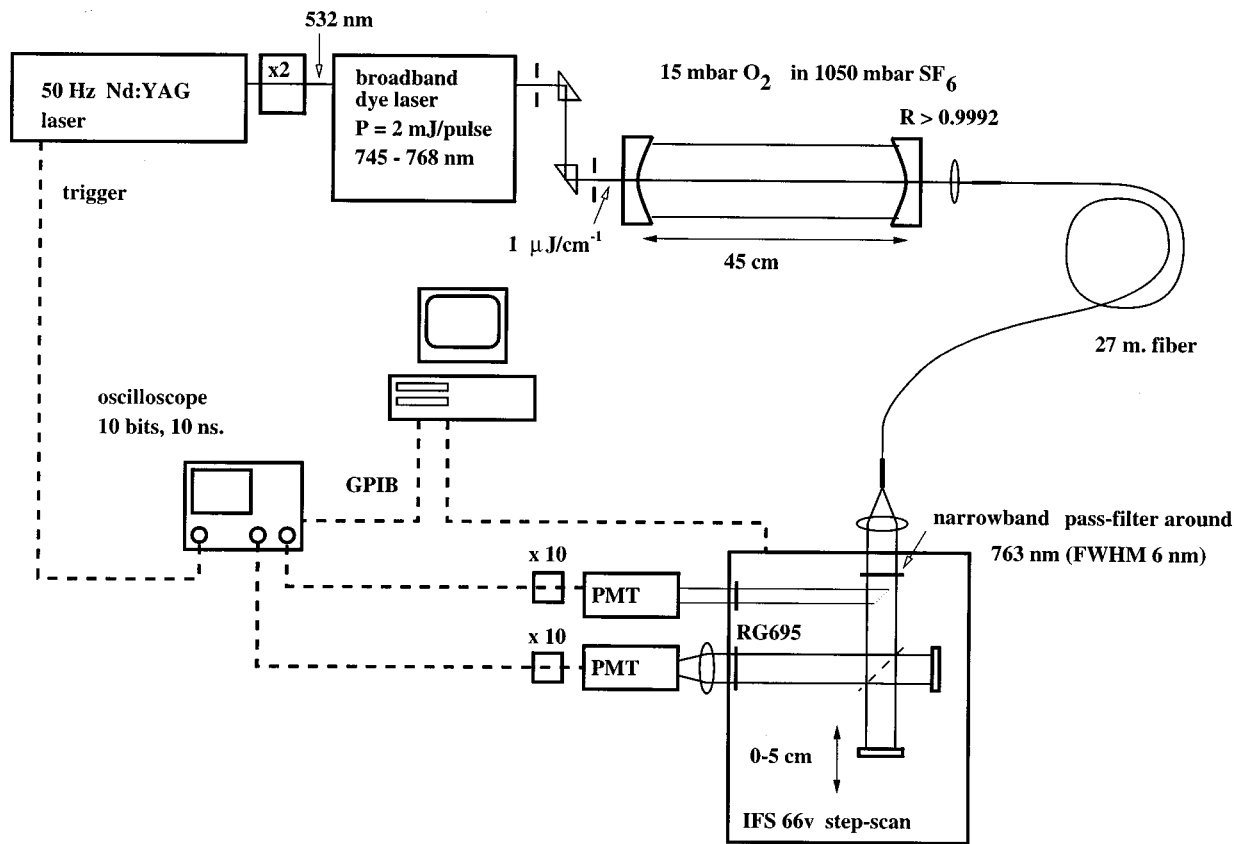 532 nm
50 Hz Nd:YAG
laser
x2
broadband
dye laser
P = 2 mJ/pulse
745 - 768 nm
15 mbar O2 in 1050 mbar SF6
R > 0.9992
trigger
1 μJ/cm-1
45 cm
27 m. fiber
oscilloscope
10 bits, 10 ns.
GPIB
narrowband pass-filter around
763 nm (FWHM 6 nm)
x 10
PMT
RG695
x 10
PMT
0-5 cm
IFS 66v step-scan